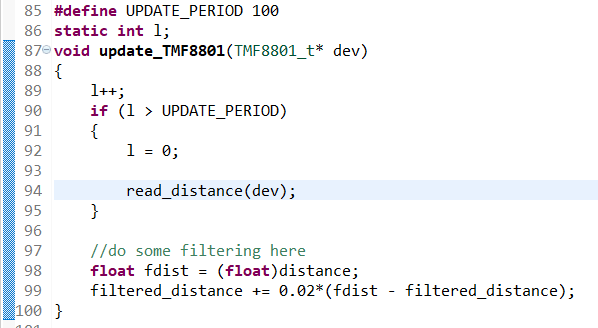 85 #define UPDATE_PERIOD 100
86 static int l;
87 void update_TMF8801(TMF8801_t* dev)
88 {
89     l++;
90     if (l > UPDATE_PERIOD)
91     {
92         l = 0;
93
94         read_distance(dev);
95     }
96
97     //do some filtering here
98     float fdist = (float)distance;
99     filtered_distance += 0.02*(fdist - filtered_distance);
100 }